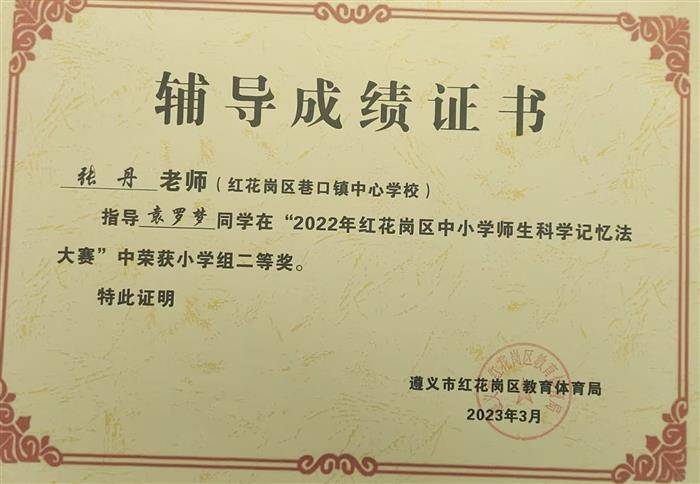 辅导成绩证书
张丹老师（红花岗区巷口镇中心学校）
指导袁罗梦同学在“2022年红花岗区中小学师生科学记忆法
大赛”中荣获小学组二等奖。
特此证明
遵义市红花岗区教育体育局
2023年3月